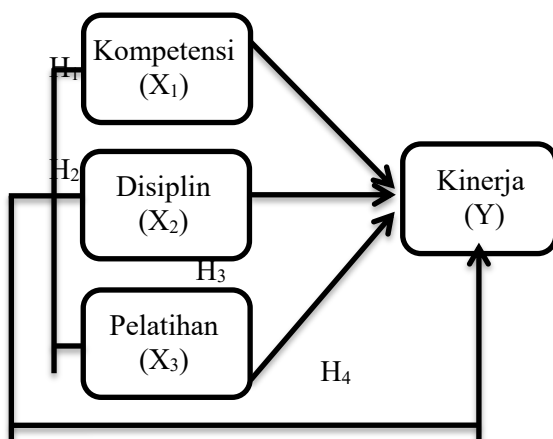 Kompetensi
(X₁)
H₁
H₂
Disiplin
(X₂)
Kinerja
(Y)
H₃
Pelatihan
(X₃)
H₄